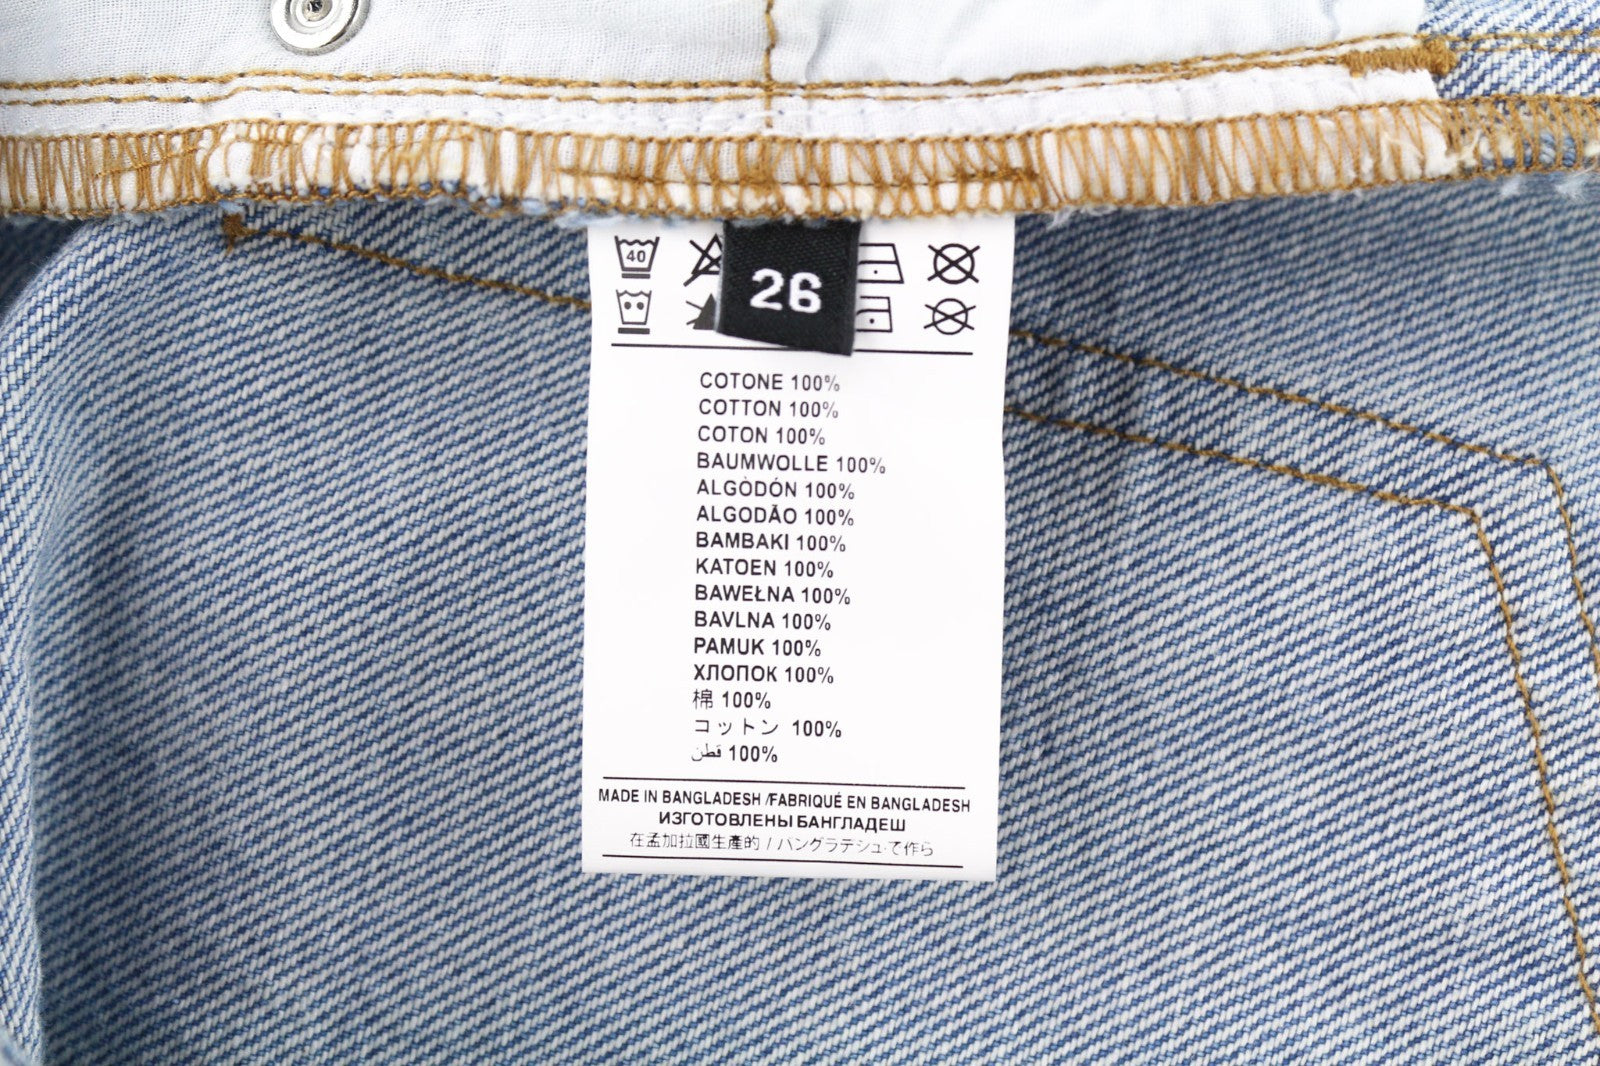 40
26
COTONE 100%
COTTON 100%
COTON 100%
BAUMWOLLE 100%
ALGÒDÓN 100%
ALGODÃO 100%
BAMBAKI 100%
KATOEN 100%
BAWEŁNA 100%
BAVLNA 100%
PAMUK 100%
ХЛОПОК 100%
棉 100%
コットン 100%
قطن 100%
MADE IN BANGLADESH /FABRIQUÉ EN BANGLADESH
ИЗГОТОВЛЕНЫ БАНГЛАДЕШ
在孟加拉國生產的 / バングラテシュで作ら